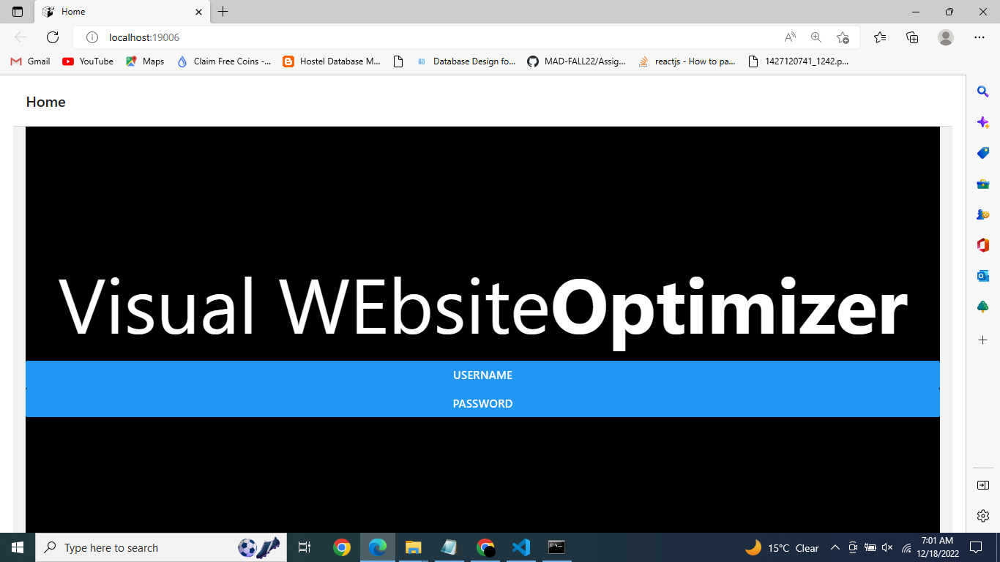 Home
localhost:19006
Gmail
YouTube
Maps
Claim Free Coins -...
Hostel Database M...
Database Design fo...
MAD-FALL22/Assig...
reactjs - How to pa...
1427120741_1242.p...
Home
Visual WEbsiteOptimizer
USERNAME
PASSWORD
Type here to search
15°C Clear
7:01 AM
12/18/2022